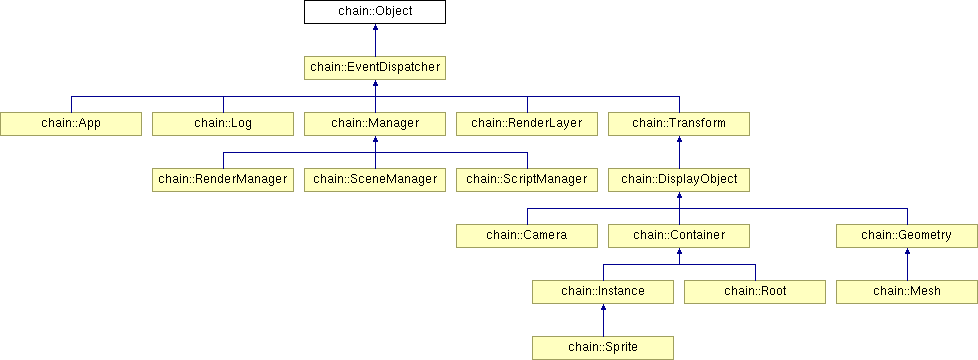 chain::Object
chain::EventDispatcher
chain::App
chain::Log
chain::Manager
chain::RenderLayer
chain::Transform
chain::RenderManager
chain::SceneManager
chain::ScriptManager
chain::DisplayObject
chain::Camera
chain::Container
chain::Geometry
chain::Instance
chain::Root
chain::Mesh
chain::Sprite